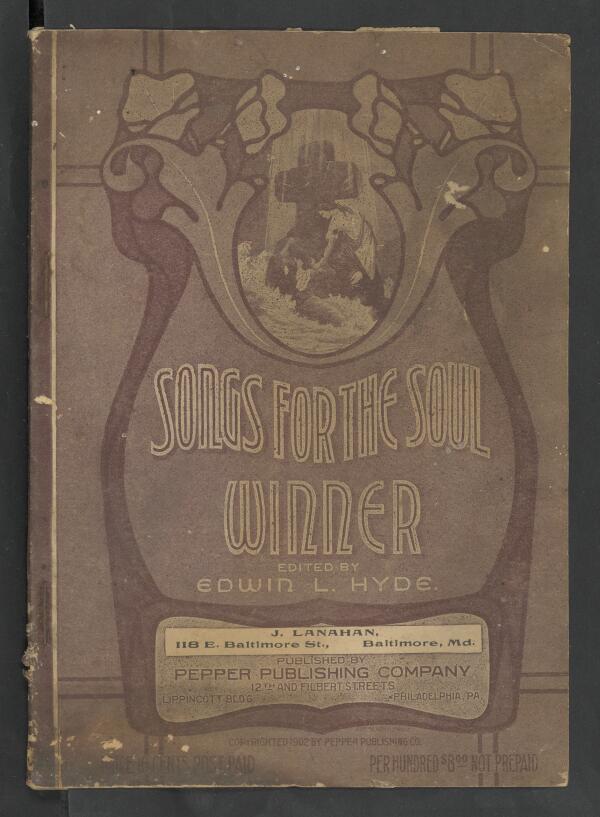 SONGS FOR THE SOUL
WINNER
EDITED BY
EDWIN L. HYDE.
J. LANAHAN,
118 E. Baltimore St., Baltimore, Md.
PUBLISHED BY
PEPPER PUBLISHING COMPANY
12TH AND FILBERT STREETS
LIPPINCOTT BLDG. PHILADELPHIA, PA.
COPYRIGHTED 1902 BY PEPPER PUBLISHING CO.
CENTS POST PAID PER HUNDRED $8.00 NOT PREPAID